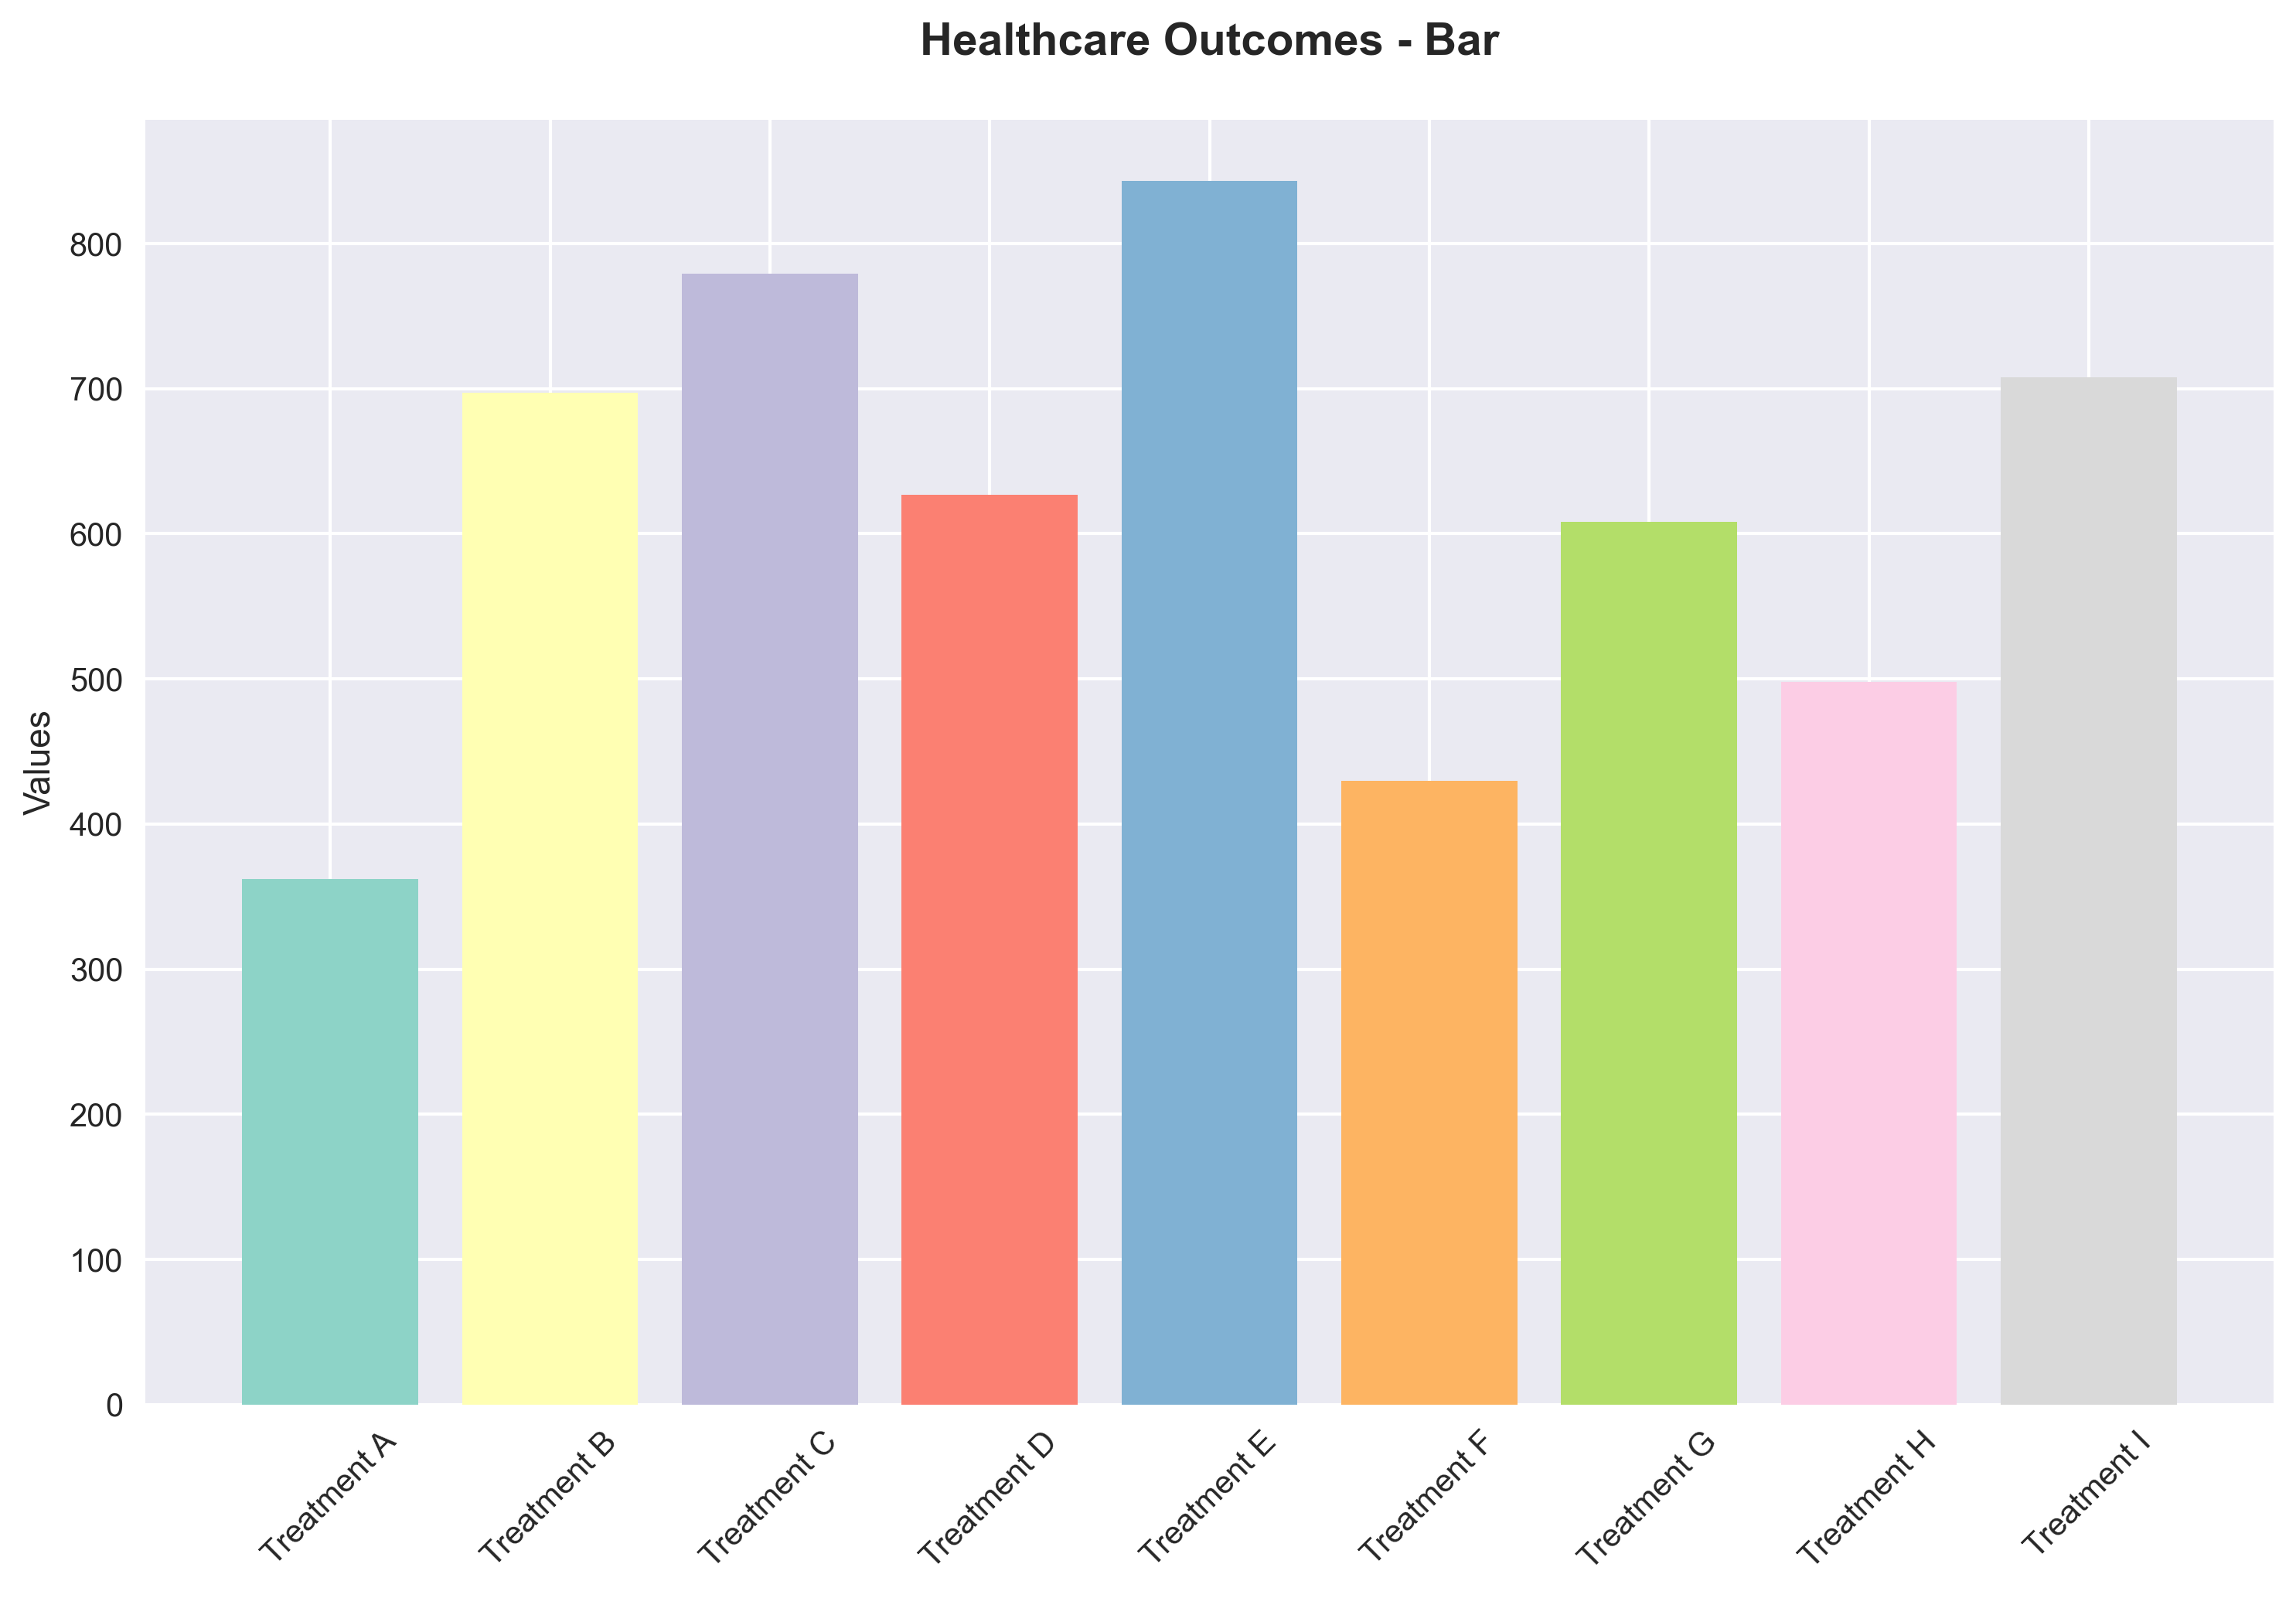 Healthcare Outcomes - Bar
Values
800
700
600
500
400
300
200
100
0
Treatment A
Treatment B
Treatment C
Treatment D
Treatment E
Treatment F
Treatment G
Treatment H
Treatment I